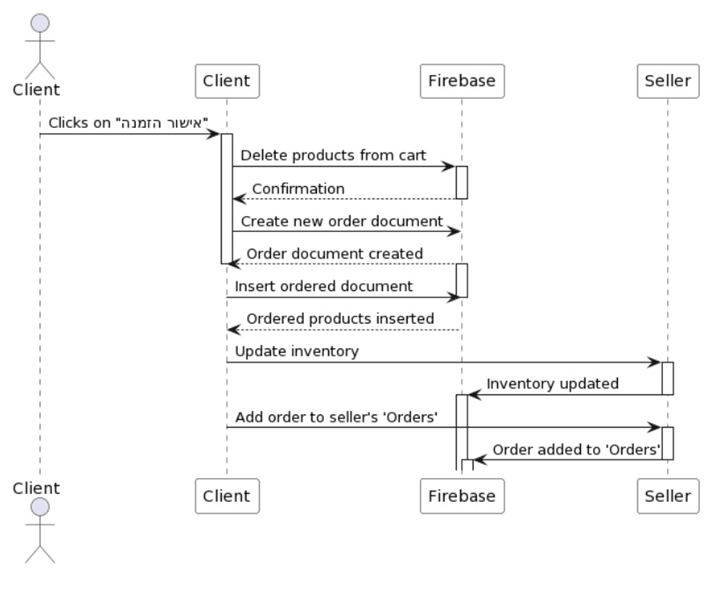 Client
Client
Firebase
Seller
Clicks on "אישור הזמנה"
Delete products from cart
Confirmation
Create new order document
Order document created
Insert ordered document
Ordered products inserted
Update inventory
Inventory updated
Add order to seller's 'Orders'
Order added to 'Orders'
Client
Client
Firebase
Seller